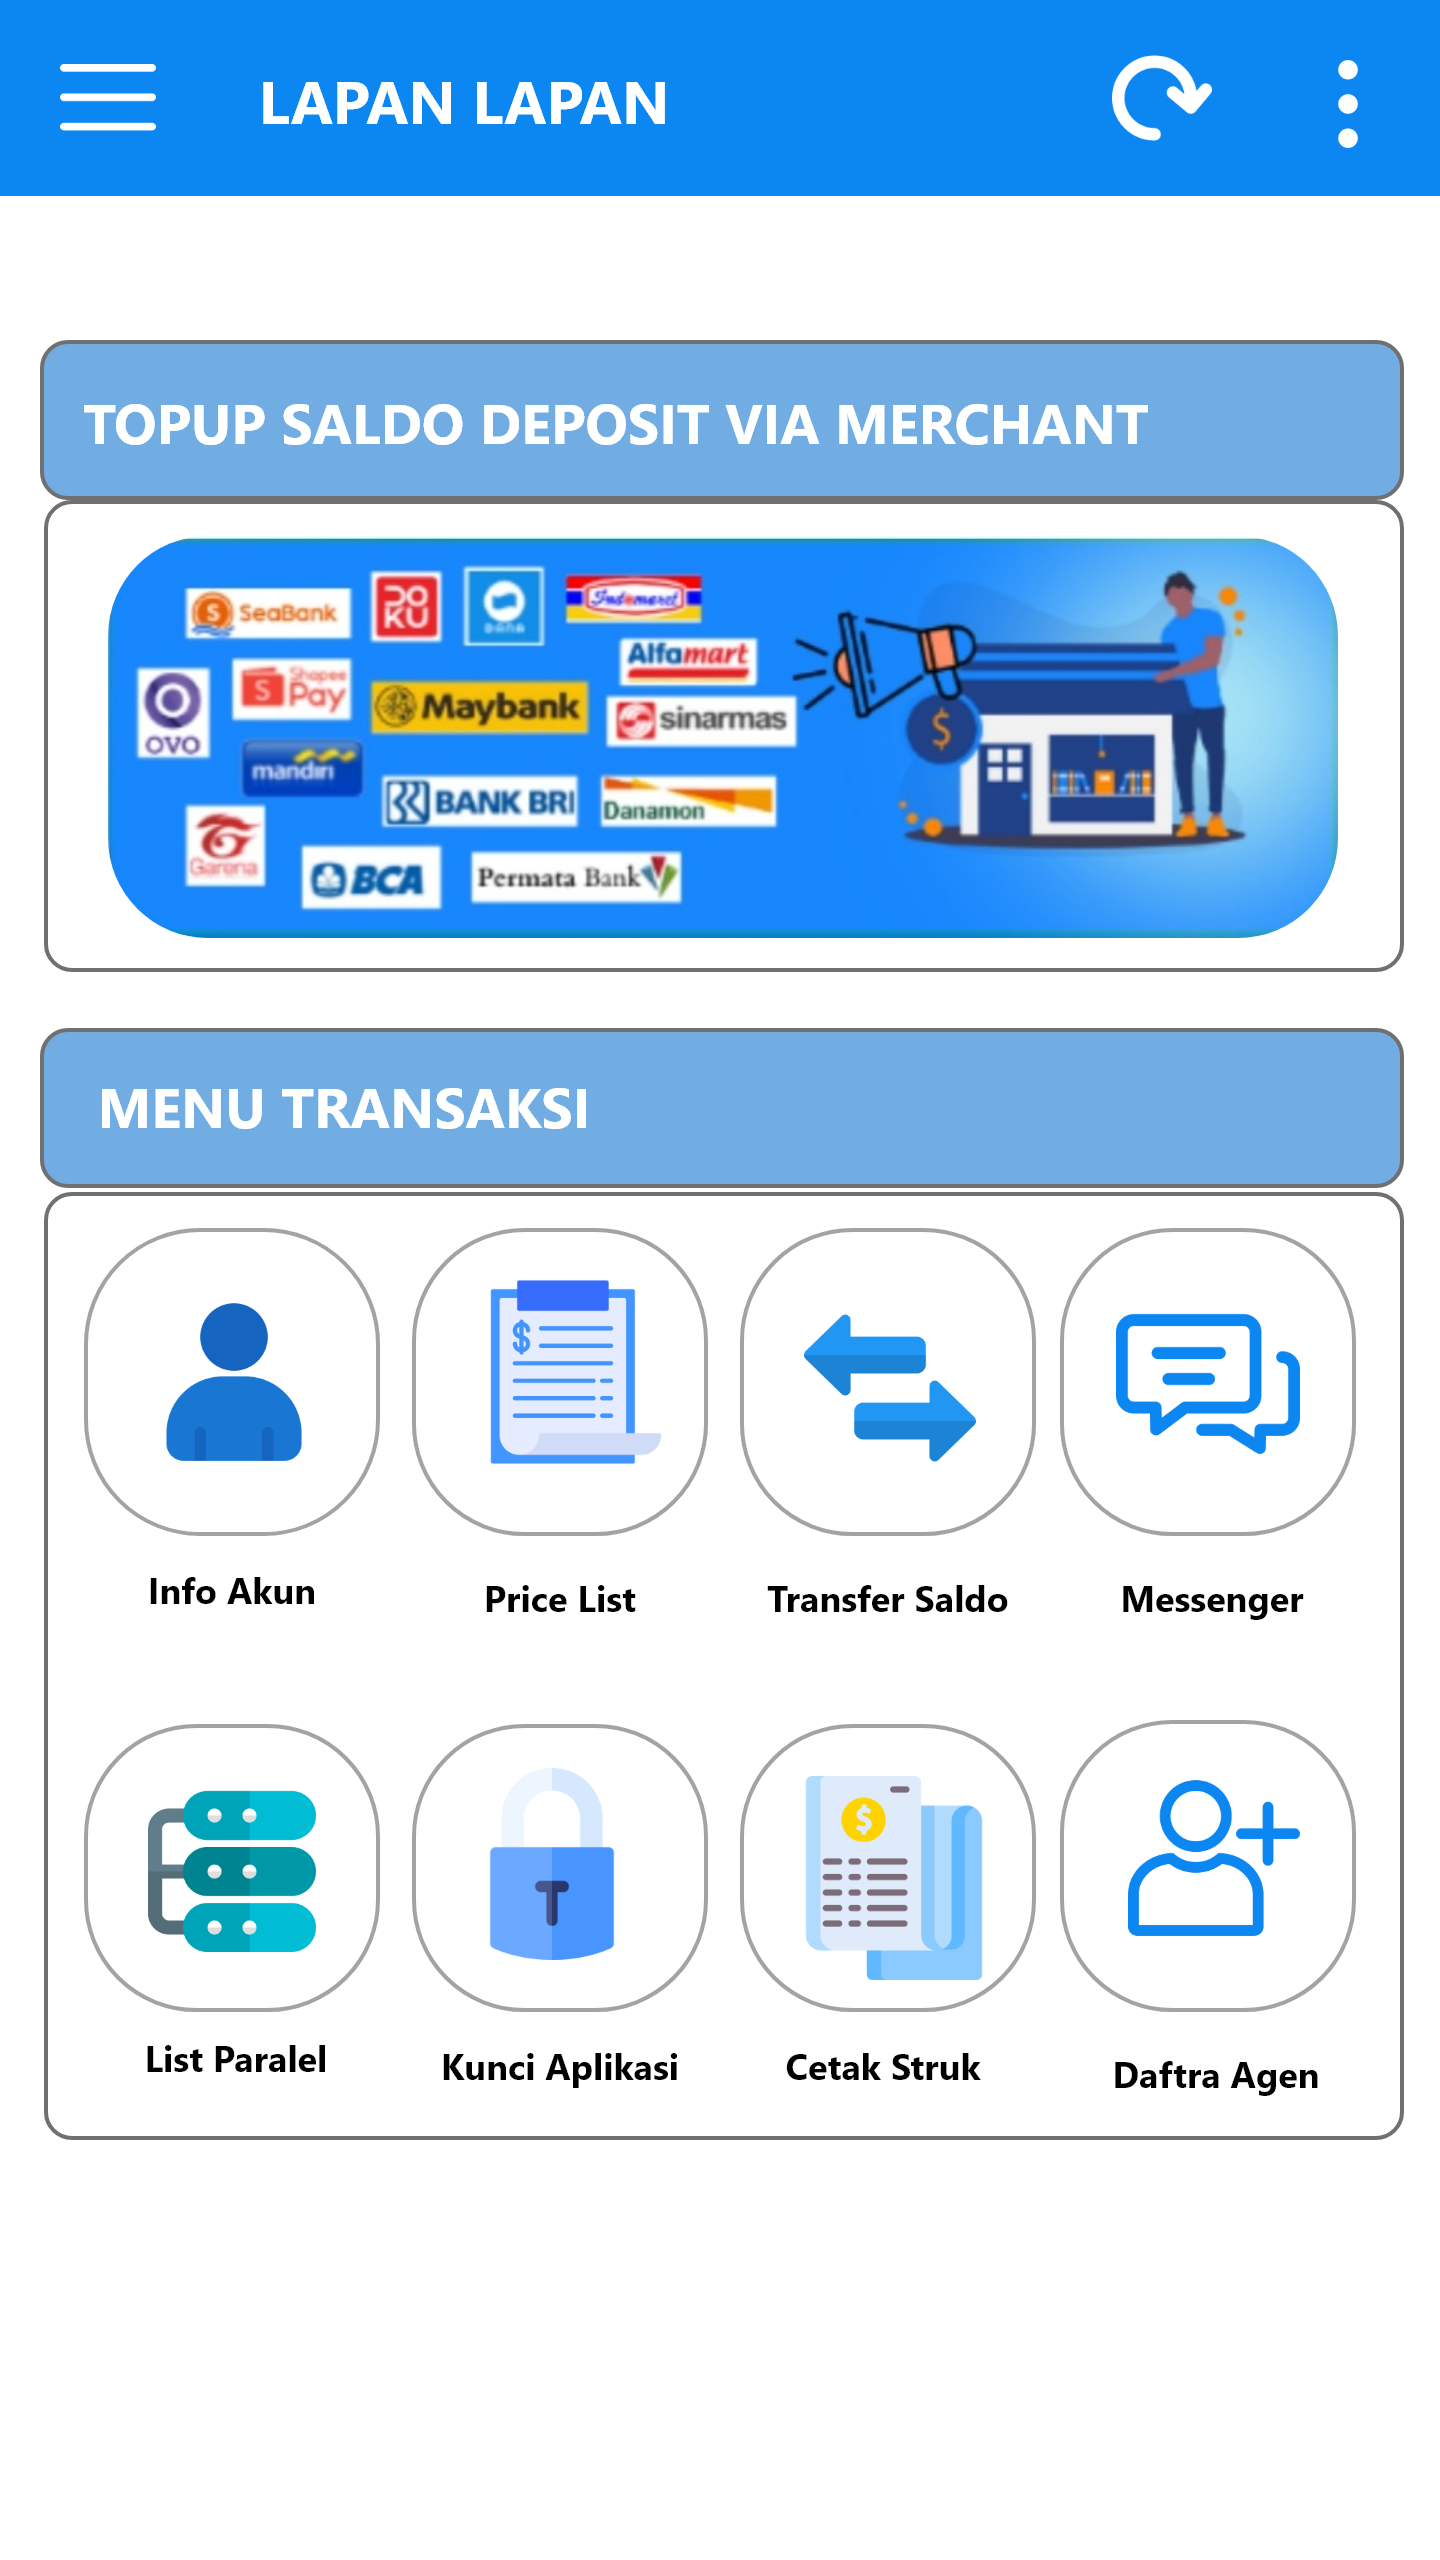 LAPAN LAPAN
TOPUP SALDO DEPOSIT VIA MERCHANT
SeaBank
DO
KU
DANA
Indomaret
Alfamart
OVO
Shopee
Pay
Maybank
sinarmas
mandiri
BANK BRI
Danamon
Garena
BCA
Permata Bank
MENU TRANSAKSI
Info Akun
Price List
Transfer Saldo
Messenger
List Paralel
Kunci Aplikasi
Cetak Struk
Daftra Agen